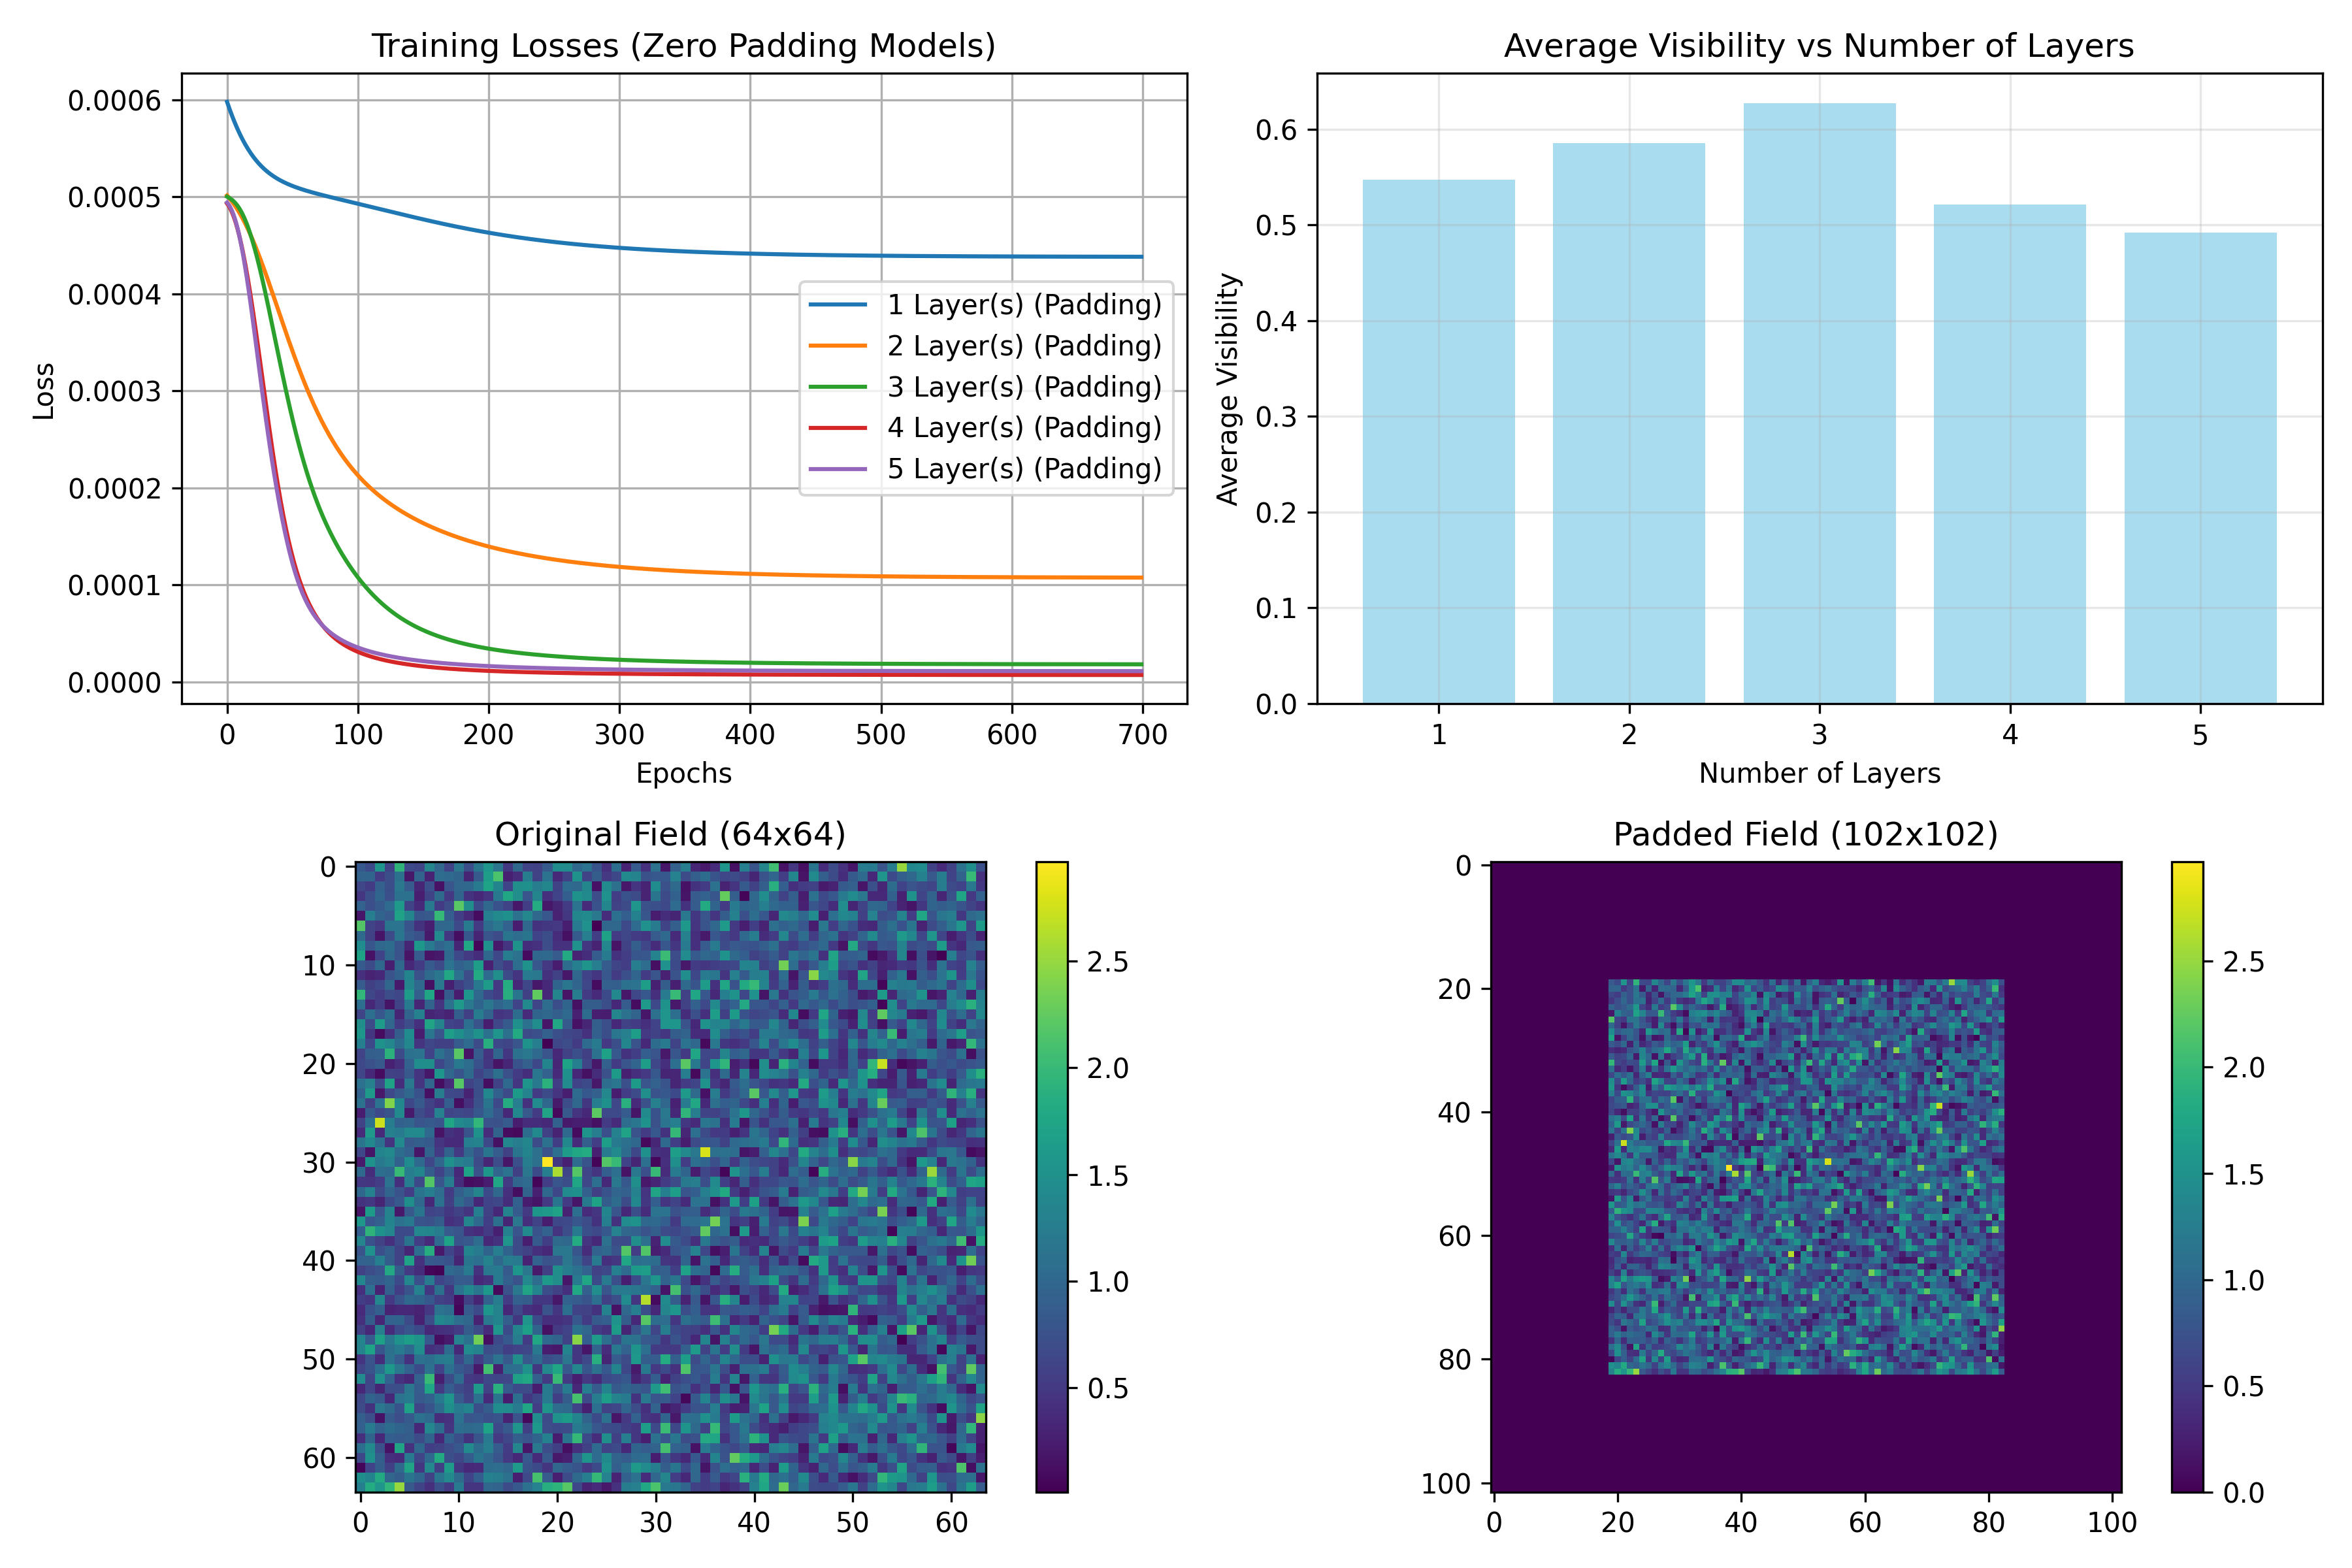 Training Losses (Zero Padding Models)
0.0006
0.0005
0.0004
0.0003
0.0002
0.0001
0.0000
Loss
0 100 200 300 400 500 600 700
Epochs
1 Layer(s) (Padding)
2 Layer(s) (Padding)
3 Layer(s) (Padding)
4 Layer(s) (Padding)
5 Layer(s) (Padding)
Average Visibility vs Number of Layers
0.6
0.5
0.4
0.3
0.2
0.1
0.0
Average Visibility
1 2 3 4 5
Number of Layers
Original Field (64x64)
0
10
20
30
40
50
60
0 10 20 30 40 50 60
2.5
2.0
1.5
1.0
0.5
Padded Field (102x102)
0
20
40
60
80
100
0 20 40 60 80 100
2.5
2.0
1.5
1.0
0.5
0.0